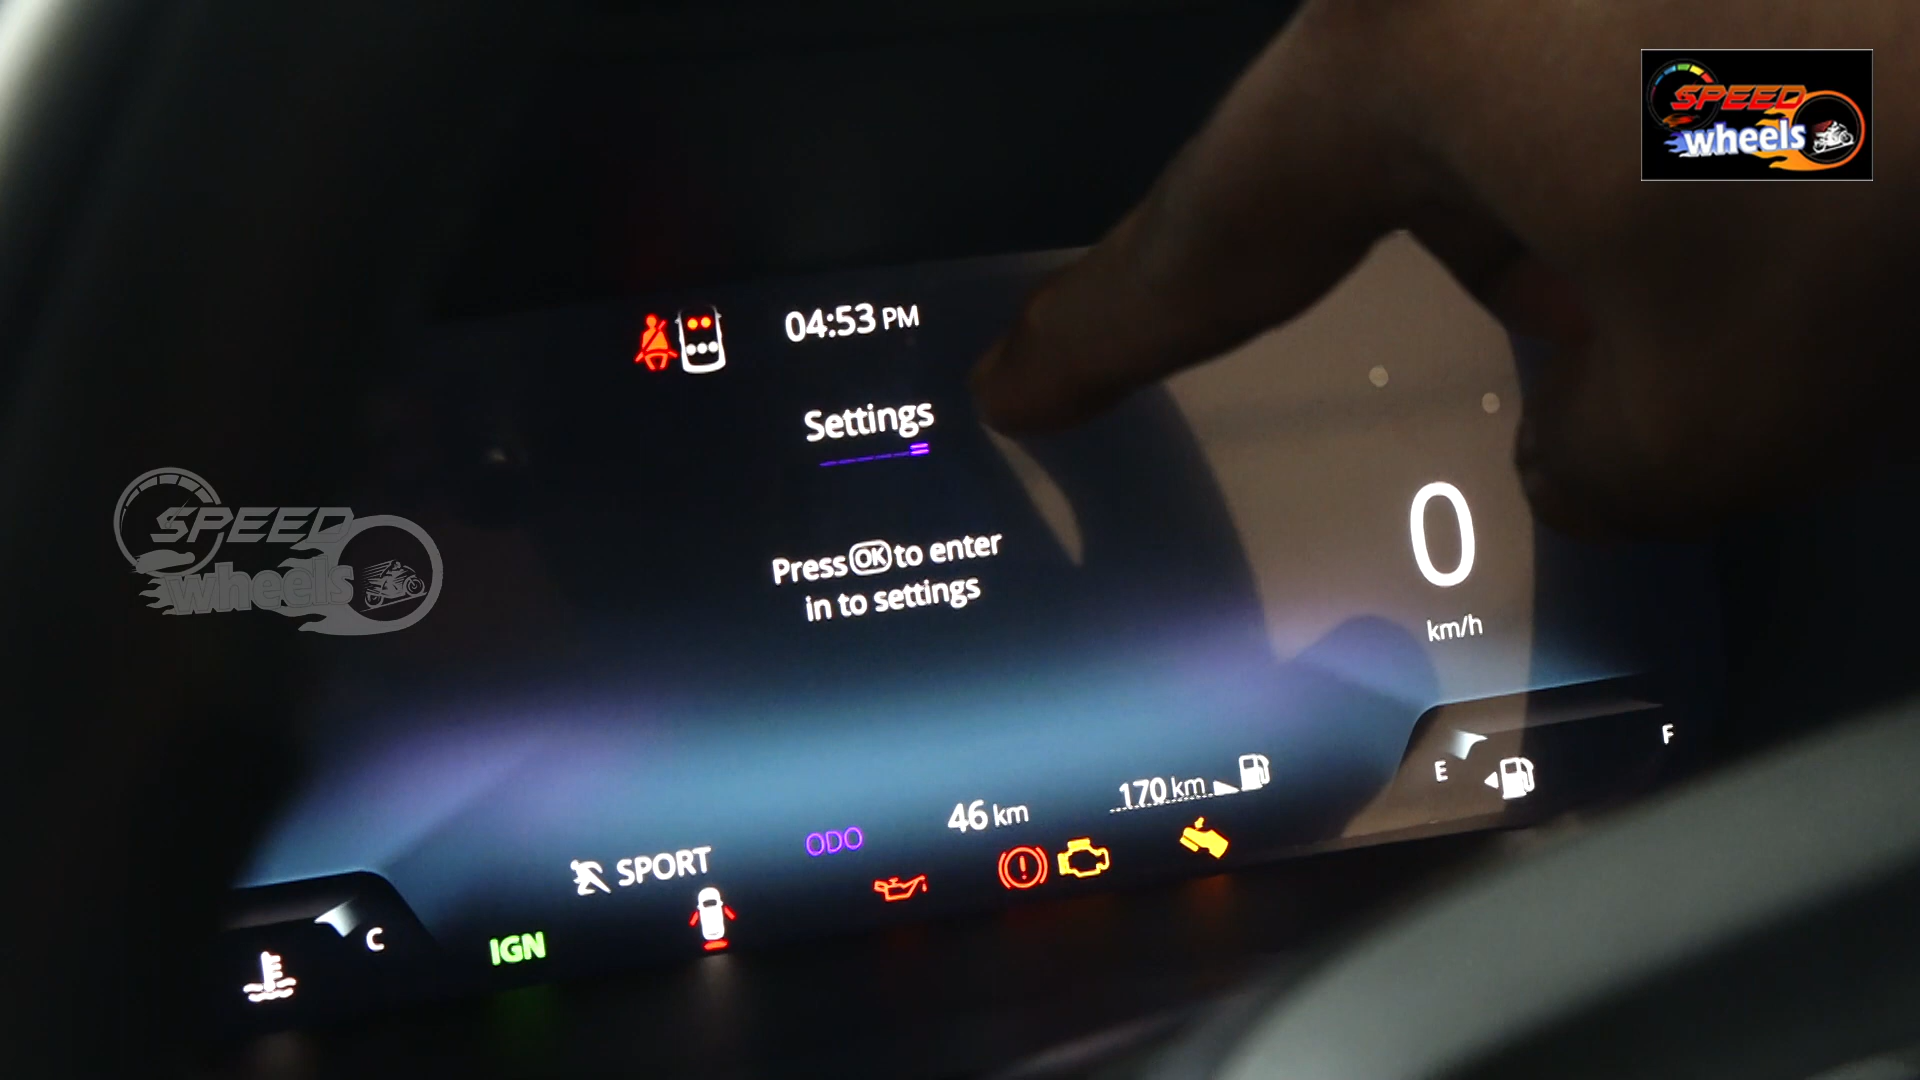 SPEED
wheels
04:53 PM
Settings
SPEED
wheels
Press OK to enter
in to settings
0
km/h
F
E
170 km
46 km
ODO
SPORT
C
IGN